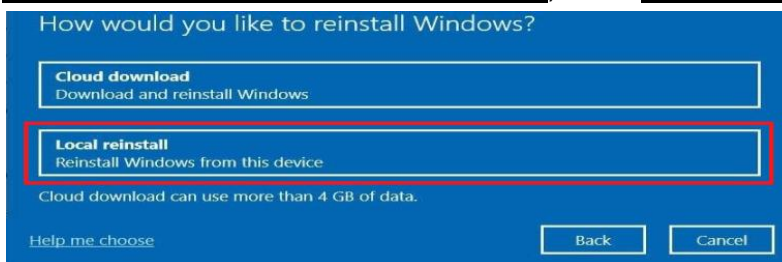 How would you like to reinstall Windows?
Cloud download
Download and reinstall Windows
Local reinstall
Reinstall Windows from this device
Cloud download can use more than 4 GB of data.
Help me choose
Back
Cancel